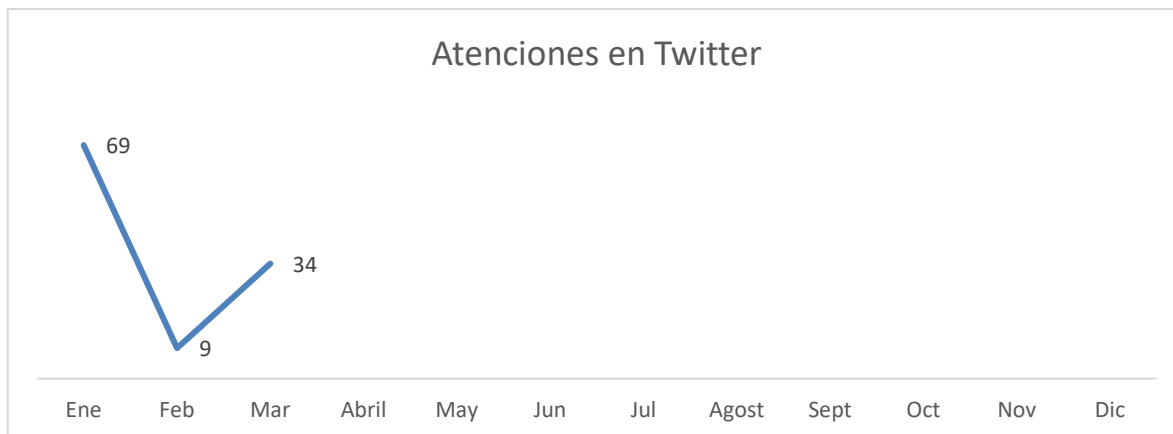 Atenciones en Twitter
69
34
9
Ene Feb Mar Abril May Jun Jul Agost Sept Oct Nov Dic